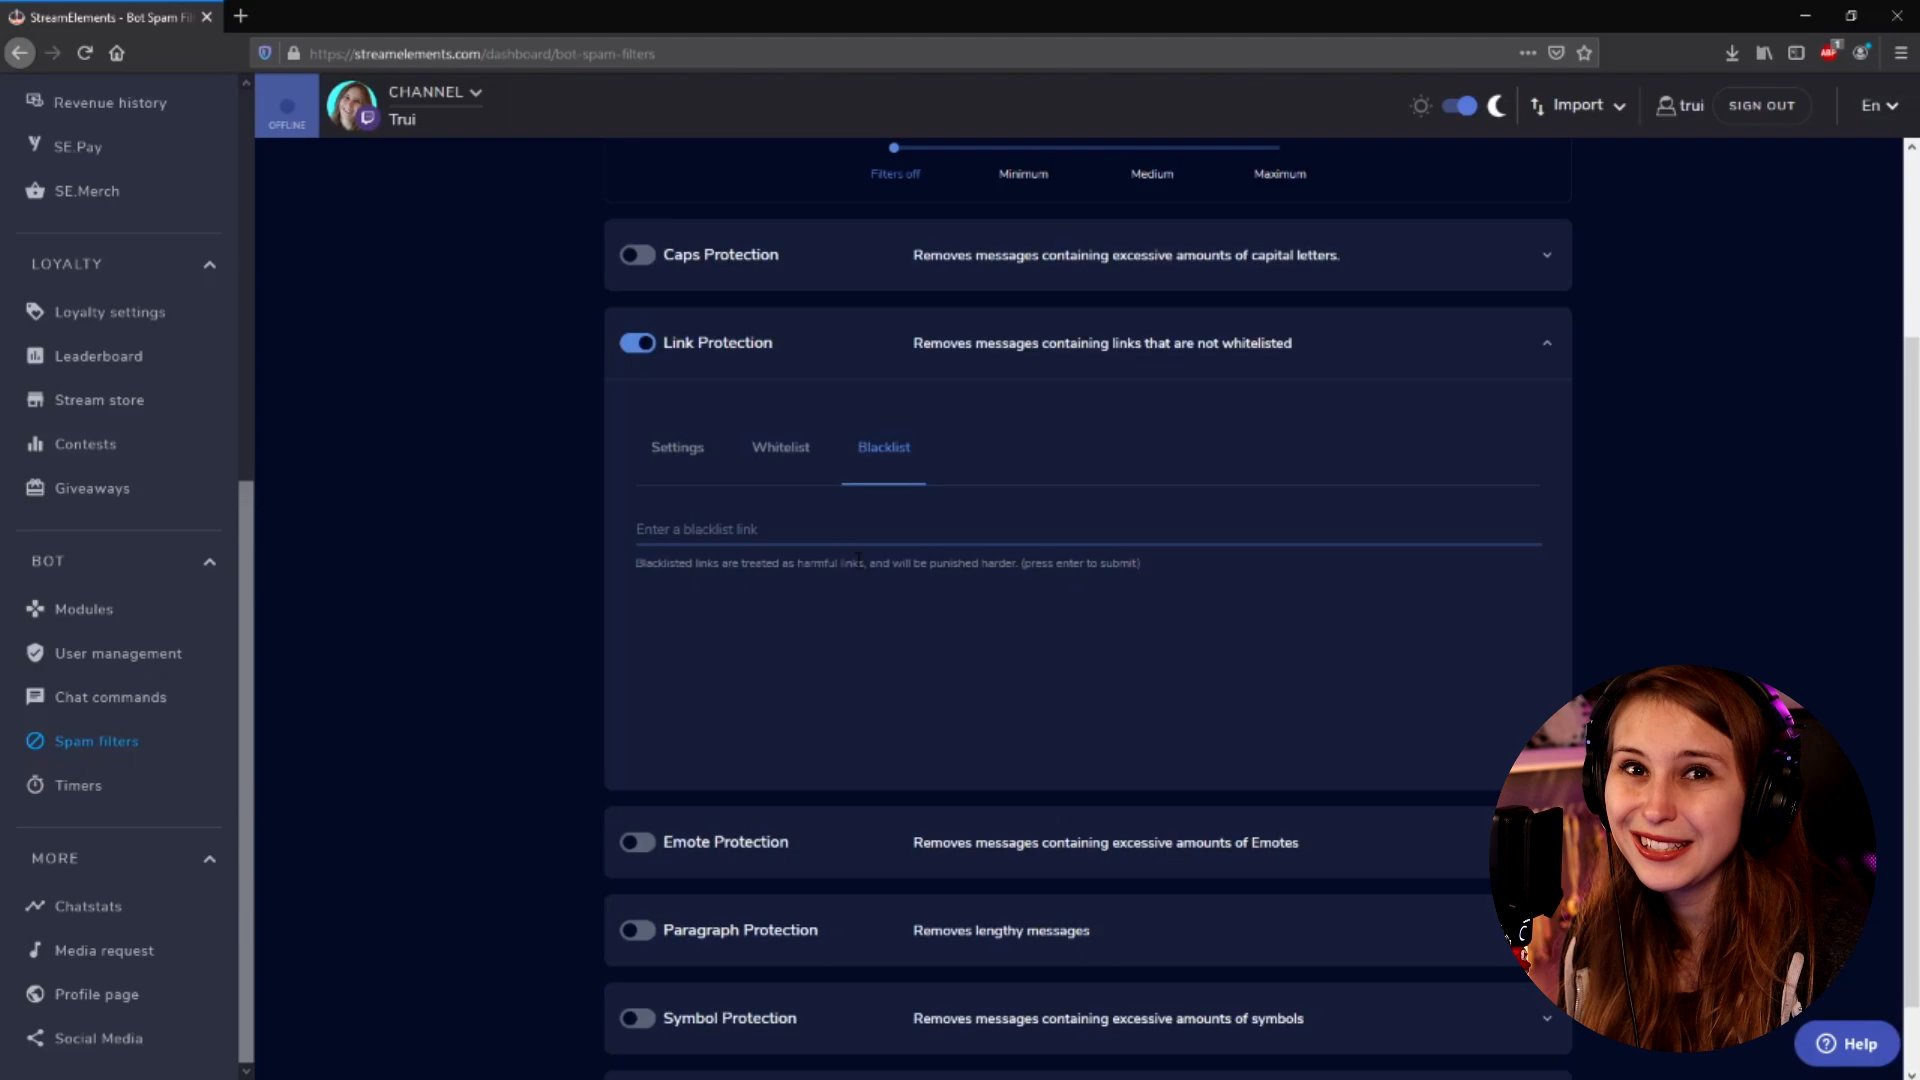 StreamElements - Bot Spam Fil
https://streamelements.com/dashboard/bot-spam-filters
ABP
1
Revenue history
SE.Pay
SE.Merch
LOYALTY
Loyalty settings
Leaderboard
Stream store
Contests
Giveaways
BOT
Modules
User management
Chat commands
Spam filters
Timers
MORE
Chatstats
Media request
Profile page
Social Media
OFFLINE
CHANNEL
Trui
Import
trui
SIGN OUT
En
Filters off
Minimum
Medium
Maximum
Caps Protection
Removes messages containing excessive amounts of capital letters.
Link Protection
Removes messages containing links that are not whitelisted
Settings
Whitelist
Blacklist
Enter a blacklist link
Blacklisted links are treated as harmful links, and will be punished harder. (press enter to submit)
Emote Protection
Removes messages containing excessive amounts of Emotes
Paragraph Protection
Removes lengthy messages
Symbol Protection
Removes messages containing excessive amounts of symbols
Help